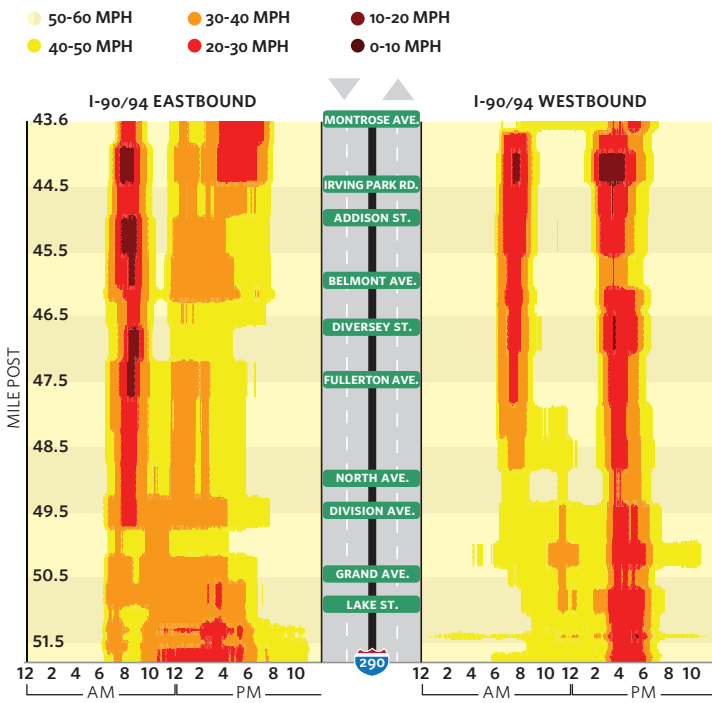 50-60 MPH 30-40 MPH 10-20 MPH
40-50 MPH 20-30 MPH 0-10 MPH
I-90/94 EASTBOUND I-90/94 WESTBOUND
MILE POST
43.6
44.5
45.5
46.5
47.5
48.5
49.5
50.5
51.5
MONTROSE AVE.
IRVING PARK RD.
ADDISON ST.
BELMONT AVE.
DIVERSEY ST.
FULLERTON AVE.
NORTH AVE.
DIVISION AVE.
GRAND AVE.
LAKE ST.
290
12 2 4 6 8 10 12 2 4 6 8 10 12 2 4 6 8 10 12 2 4 6 8 10
AM PM AM PM